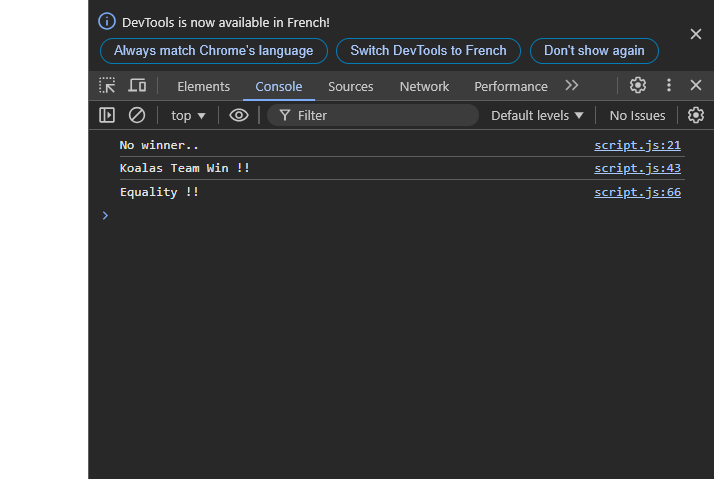 DevTools is now available in French!
Always match Chrome's language Switch DevTools to French Don't show again
Elements Console Sources Network Performance
top Filter Default levels No Issues
No winner.. script.js:21
Koalas Team Win !! script.js:43
Equality !! script.js:66